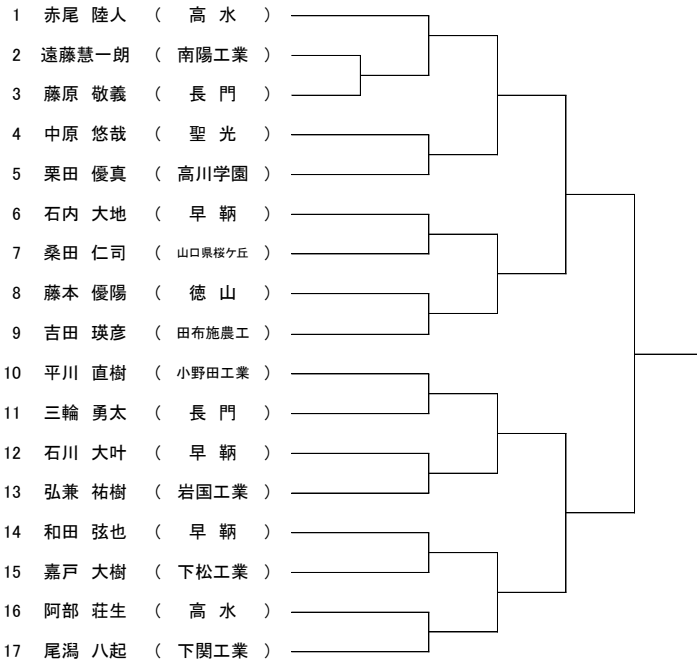 1 赤尾 陸人 ( 高 水 )
2 遠藤慧一朗 ( 南陽工業 )
3 藤原 敬義 ( 長 門 )
4 中原 悠哉 ( 聖 光 )
5 栗田 優真 ( 高川学園 )
6 石内 大地 ( 早 鞆 )
7 桑田 仁司 ( 山口県桜ケ丘 )
8 藤本 優陽 ( 徳 山 )
9 吉田 瑛彦 ( 田布施農工 )
10 平川 直樹 ( 小野田工業 )
11 三輪 勇太 ( 長 門 )
12 石川 大叶 ( 早 鞆 )
13 弘兼 祐樹 ( 岩国工業 )
14 和田 弦也 ( 早 鞆 )
15 嘉戸 大樹 ( 下松工業 )
16 阿部 荘生 ( 高 水 )
17 尾潟 八起 ( 下関工業 )